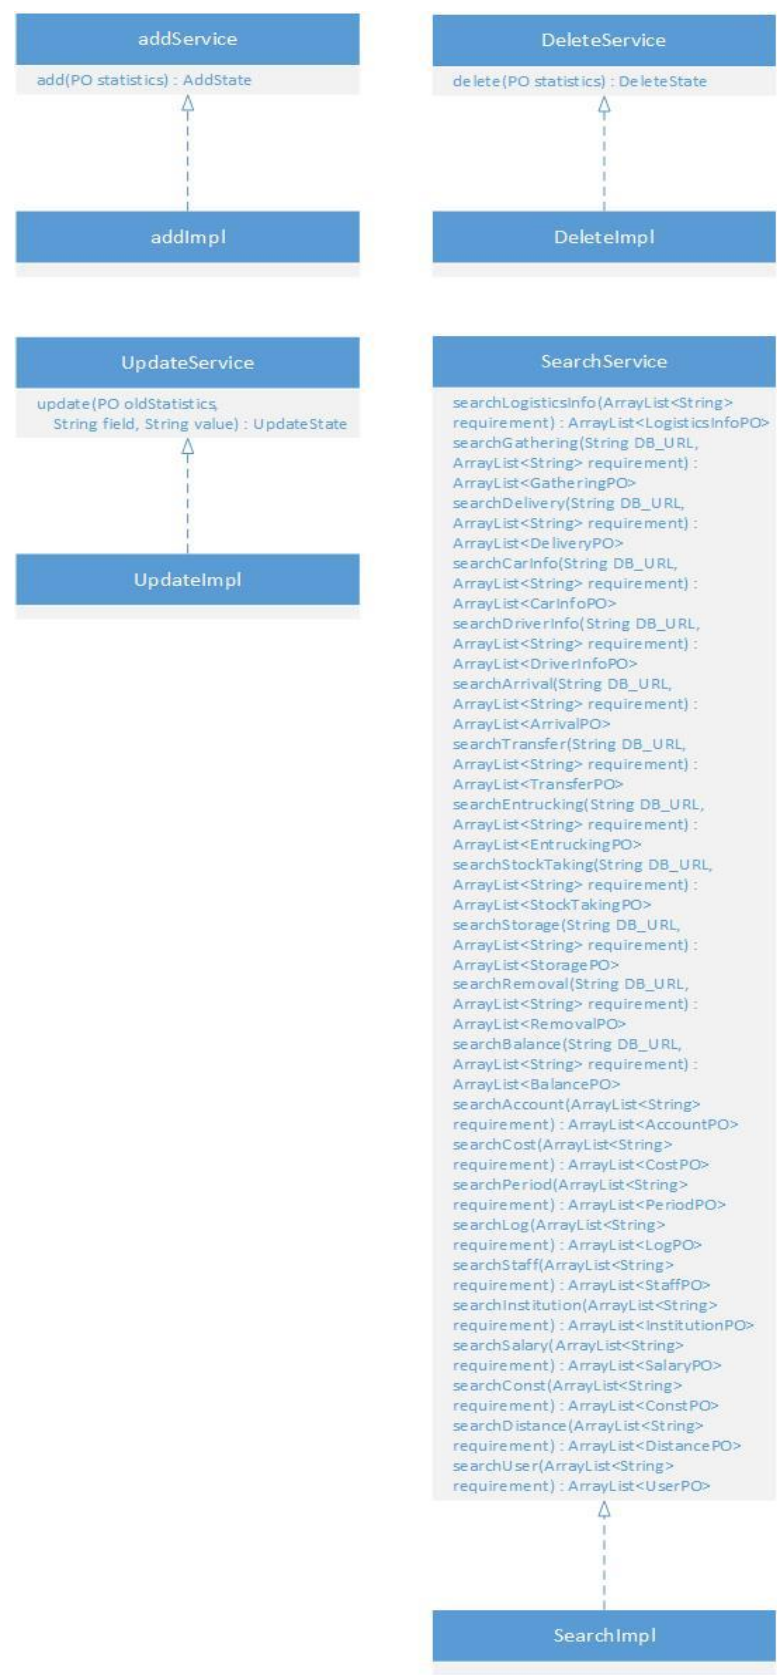 addService
add(PO statistics) : AddState
addImpl
DeleteService
delete(PO statistics) : DeleteState
DeleteImpl
UpdateService
update(PO oldStatistics,
String field, String value) : UpdateState
UpdateImpl
SearchService
searchLogisticsInfo(ArrayList<String>
requirement) : ArrayList<LogisticsInfoPO>
searchGathering(String DB_URL,
ArrayList<String> requirement) :
ArrayList<GatheringPO>
searchDelivery(String DB_URL,
ArrayList<String> requirement) :
ArrayList<DeliveryPO>
searchCarInfo(String DB_URL,
ArrayList<String> requirement) :
ArrayList<CarInfoPO>
searchDriverInfo(String DB_URL,
ArrayList<String> requirement) :
ArrayList<DriverInfoPO>
searchArrival(String DB_URL,
ArrayList<String> requirement) :
ArrayList<ArrivalPO>
searchTransfer(String DB_URL,
ArrayList<String> requirement) :
ArrayList<TransferPO>
searchEntrucking(String DB_URL,
ArrayList<String> requirement) :
ArrayList<EntruckingPO>
searchStockTaking(String DB_URL,
ArrayList<String> requirement) :
ArrayList<StockTakingPO>
searchStorage(String DB_URL,
ArrayList<String> requirement) :
ArrayList<StoragePO>
searchRemoval(String DB_URL,
ArrayList<String> requirement) :
ArrayList<RemovalPO>
searchBalance(String DB_URL,
ArrayList<String> requirement) :
ArrayList<BalancePO>
searchAccount(ArrayList<String>
requirement) : ArrayList<AccountPO>
searchCost(ArrayList<String>
requirement) : ArrayList<CostPO>
searchPeriod(ArrayList<String>
requirement) : ArrayList<PeriodPO>
searchLog(ArrayList<String>
requirement) : ArrayList<LogPO>
searchStaff(ArrayList<String>
requirement) : ArrayList<StaffPO>
searchInstitution(ArrayList<String>
requirement) : ArrayList<InstitutionPO>
searchSalary(ArrayList<String>
requirement) : ArrayList<SalaryPO>
searchConst(ArrayList<String>
requirement) : ArrayList<ConstPO>
searchDistance(ArrayList<String>
requirement) : ArrayList<DistancePO>
searchUser(ArrayList<String>
requirement) : ArrayList<UserPO>
SearchImpl